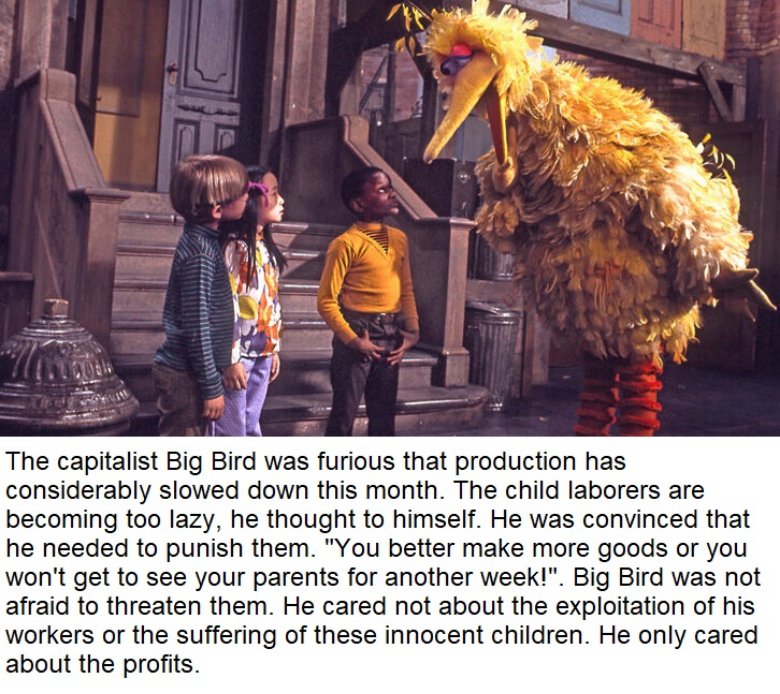 The capitalist Big Bird was furious that production has
considerably slowed down this month. The child laborers are
becoming too lazy, he thought to himself. He was convinced that
he needed to punish them. "You better make more goods or you
won't get to see your parents for another week!". Big Bird was not
afraid to threaten them. He cared not about the exploitation of his
workers or the suffering of these innocent children. He only cared
about the profits.